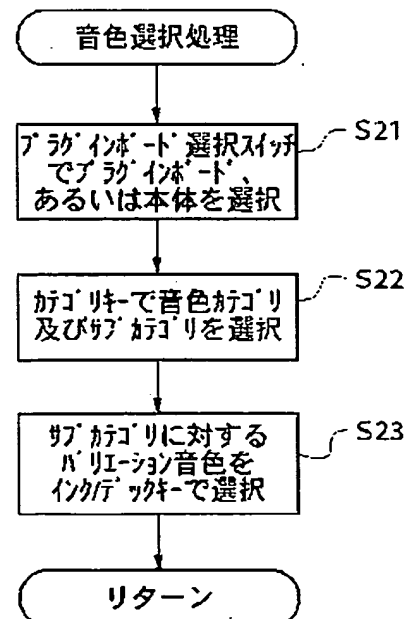 音色選択処理
プラグインボード選択スイッチ
でプラグインボード、
あるいは本体を選択
S21
カテゴリキーで音色カテゴリ
及びサブカテゴリを選択
S22
サブカテゴリに対する
バリエーション音色を
インク/デックキーで選択
S23
リターン